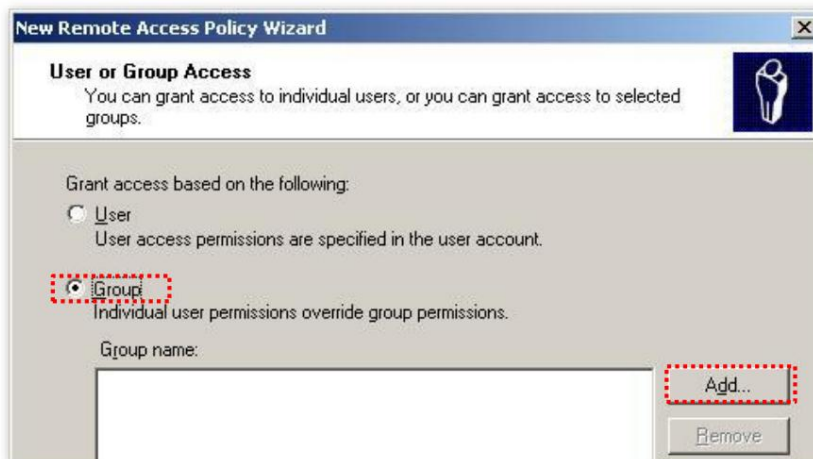 New Remote Access Policy Wizard
User or Group Access
You can grant access to individual users, or you can grant access to selected
groups.
Grant access based on the following:
User
User access permissions are specified in the user account.
Group
Individual user permissions override group permissions.
Group name:
Add...
Remove